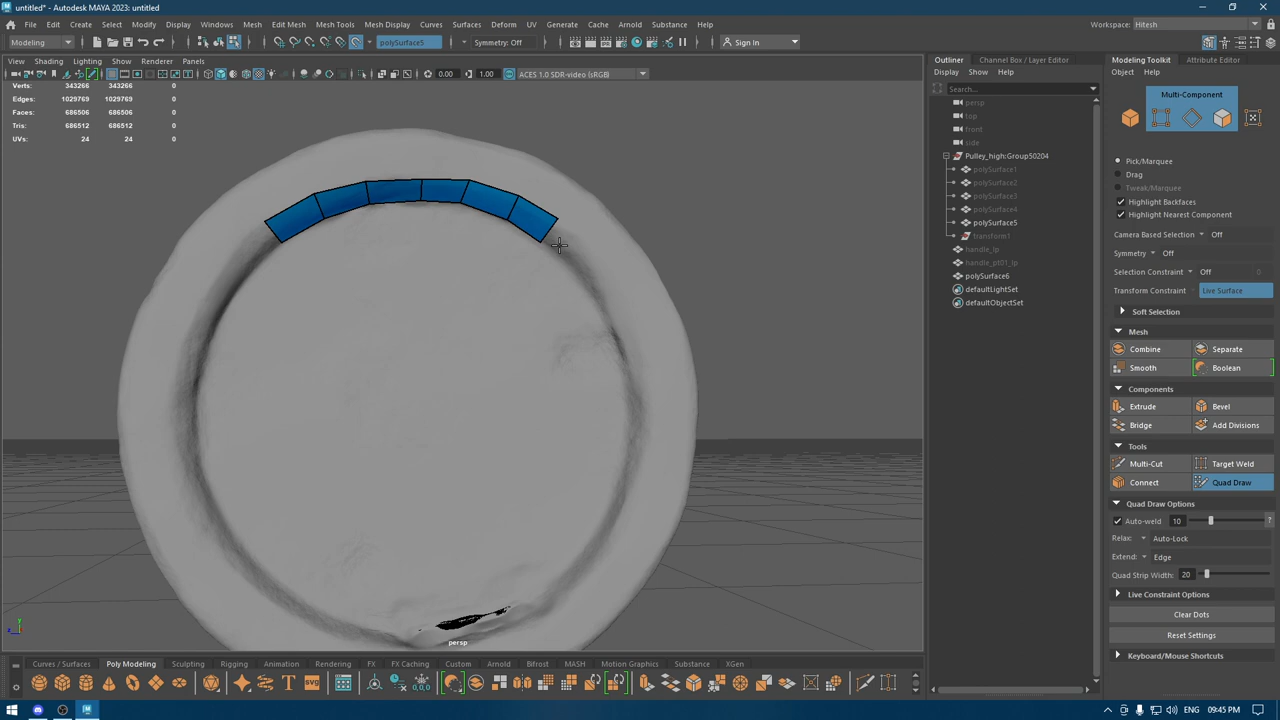 untitled* - Autodesk MAYA 2023: untitled
File Edit Create Select Modify Display Windows Mesh Edit Mesh Mesh Tools Mesh Display Curves Surfaces Deform UV Generate Cache Arnold Substance Help
Workspace: Hitesh
Modeling polySurface5 Symmetry: Off Sign In
View Shading Lighting Show Renderer Panels
0.00 1.00 ACES 1.0 SDR-video (sRGB)
Verts: 343266 343266 0
Edges: 1029769 1029769 0
Faces: 686506 686506 0
Tris: 686512 686512 0
UVs: 24 24 0
persp
Outliner Channel Box / Layer Editor
Display Show Help
Search...
persp
top
front
side
Pulley_high:Group50204
polySurface1
polySurface2
polySurface3
polySurface4
polySurface5
transform1
handle_lp
handle_pt01_lp
polySurface6
defaultLightSet
defaultObjectSet
Modeling Toolkit Attribute Editor
Object Help
Multi-Component
Pick/Marquee
Drag
Tweak/Marquee
Highlight Backfaces
Highlight Nearest Component
Camera Based Selection Off
Symmetry Off
Selection Constraint Off 0
Transform Constraint Live Surface
Soft Selection
Mesh
Combine Separate
Smooth Boolean
Components
Extrude Bevel
Bridge Add Divisions
Tools
Multi-Cut Target Weld
Connect Quad Draw
Quad Draw Options
Auto-weld 10 ?
Relax: Auto-Lock
Extend: Edge
Quad Strip Width: 20
Live Constraint Options
Clear Dots
Reset Settings
Keyboard/Mouse Shortcuts
Curves / Surfaces Poly Modeling Sculpting Rigging Animation Rendering FX FX Caching Custom Arnold Bifrost MASH Motion Graphics Substance XGen
ENG 09:45 PM